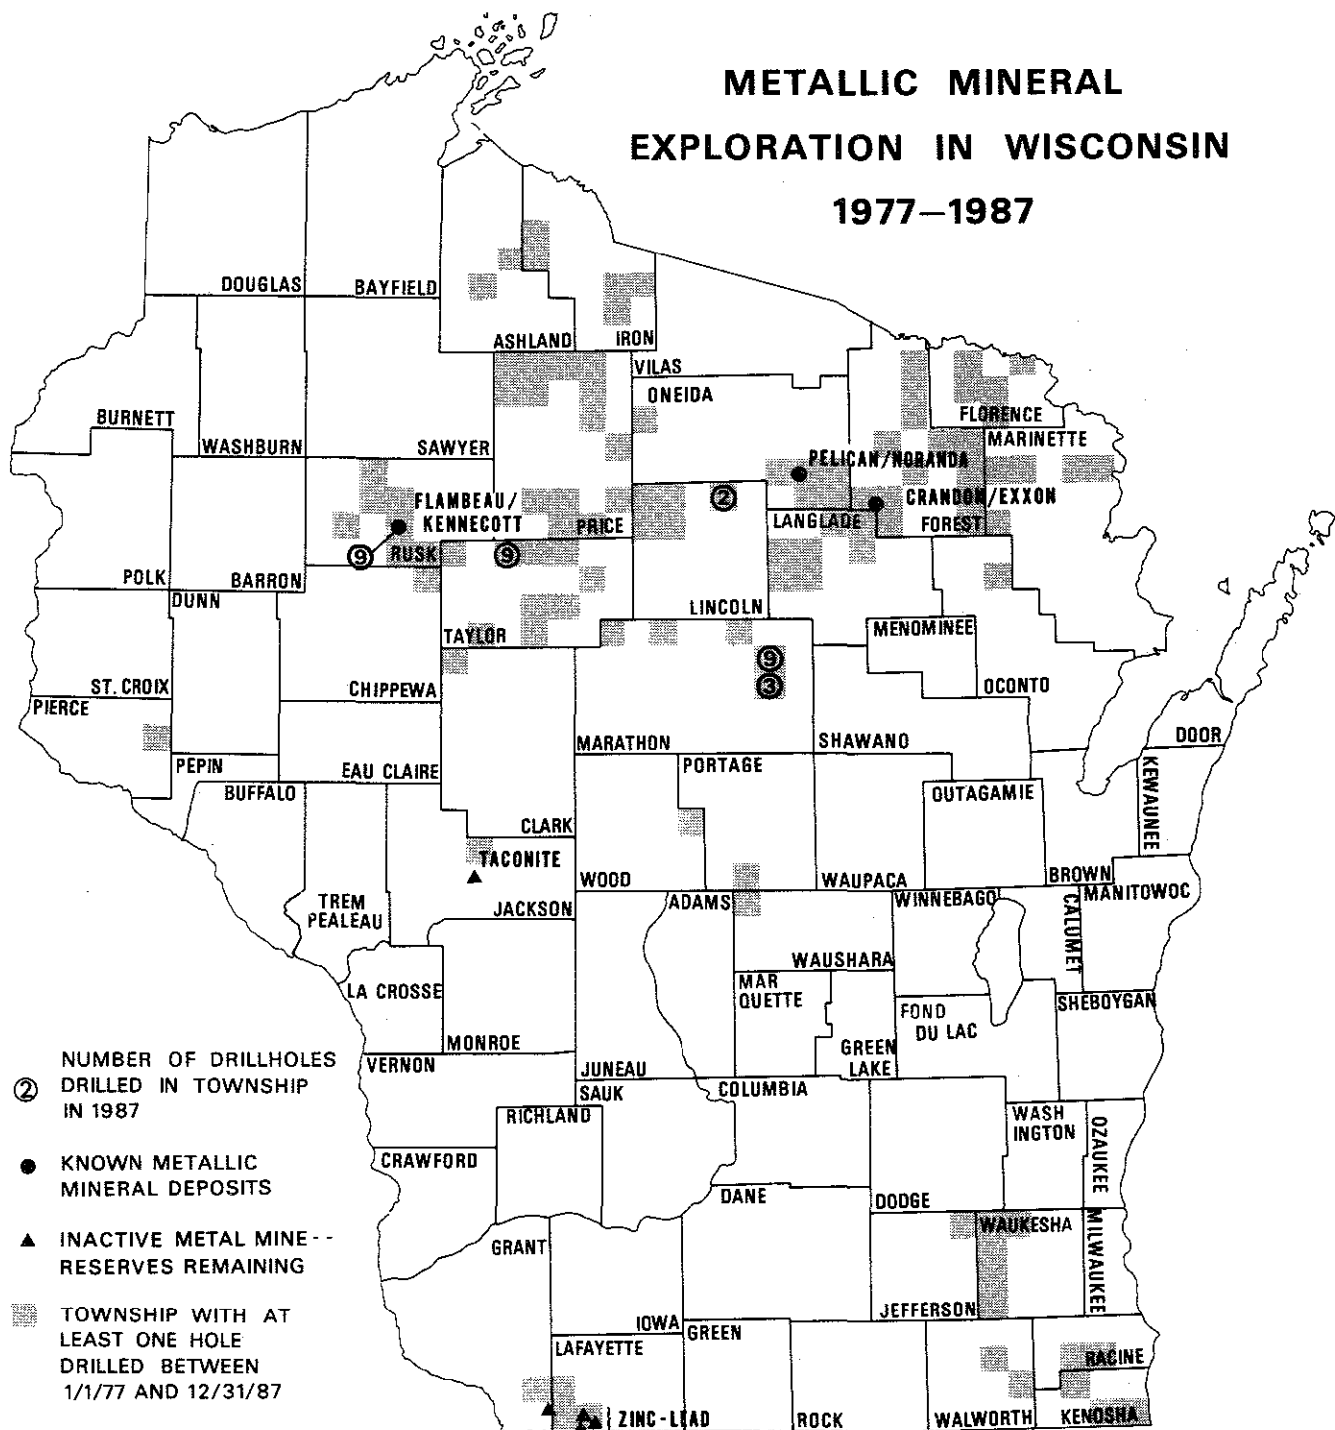 METALLIC MINERAL
EXPLORATION IN WISCONSIN
1977—1987
DOUGLAS
BAYFIELD
ASHLAND
IRON
VILAS
ONEIDA
FLORENCE
BURNETT
WASHBURN
SAWYER
MARINETTE
PELICAN/NORANDA
FLAMBEAU/
KENNECOTT
2
CRANDON/EXXON
PRICE
LANGLADE
FOREST
9
RUSK
9
POLK
BARRON
DUNN
LINCOLN
TAYLOR
MENOMINEE
9
3
ST. CROIX
CHIPPEWA
OCONTO
PIERCE
DOOR
MARATHON
SHAWANO
PEPIN
EAU CLAIRE
PORTAGE
KEWAUNEE
BUFFALO
OUTAGAMIE
CLARK
TACONITE
WOOD
WAUPACA
BROWN
TREM
PEALEAU
JACKSON
ADAMS
WINNEBAGO
CALUMET
MANITOWOC
WAUSHARA
LA CROSSE
MAR
QUETTE
SHEBOYGAN
FOND
DU LAC
MONROE
GREEN
LAKE
VERNON
JUNEAU
SAUK
COLUMBIA
RICHLAND
WASH
INGTON
OZAUKEE
CRAWFORD
DANE
DODGE
WAUKESHA
MILWAUKEE
GRANT
JEFFERSON
IOWA
GREEN
LAFAYETTE
RACINE
ZINC-LEAD
ROCK
WALWORTH
KENOSHA
2
NUMBER OF DRILLHOLES
DRILLED IN TOWNSHIP
IN 1987
KNOWN METALLIC
MINERAL DEPOSITS
INACTIVE METAL MINE--
RESERVES REMAINING
TOWNSHIP WITH AT
LEAST ONE HOLE
DRILLED BETWEEN
1/1/77 AND 12/31/87